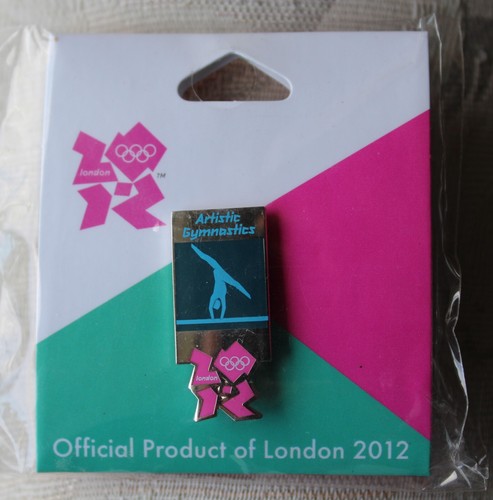 london
TM
Artistic
Gymnastics
london
Official Product of London 2012